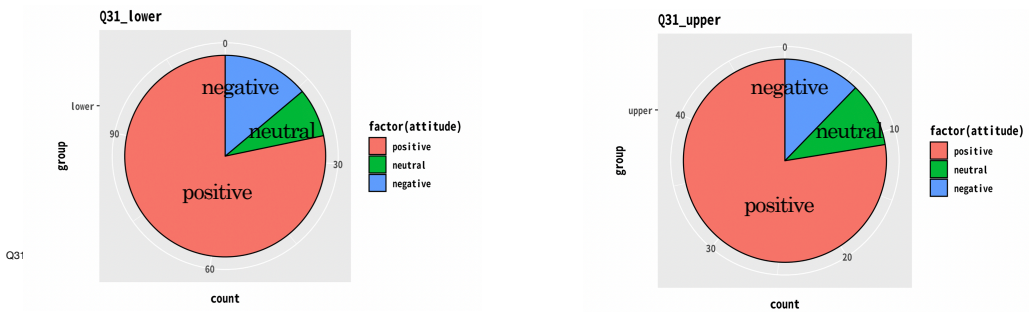 Q31_lower
0
negative
neutral
positive
lower
90
30
60
group
count
factor(attitude)
positive
neutral
negative
Q31
Q31_upper
0
negative
neutral
positive
upper
40
10
30
20
group
count
factor(attitude)
positive
neutral
negative